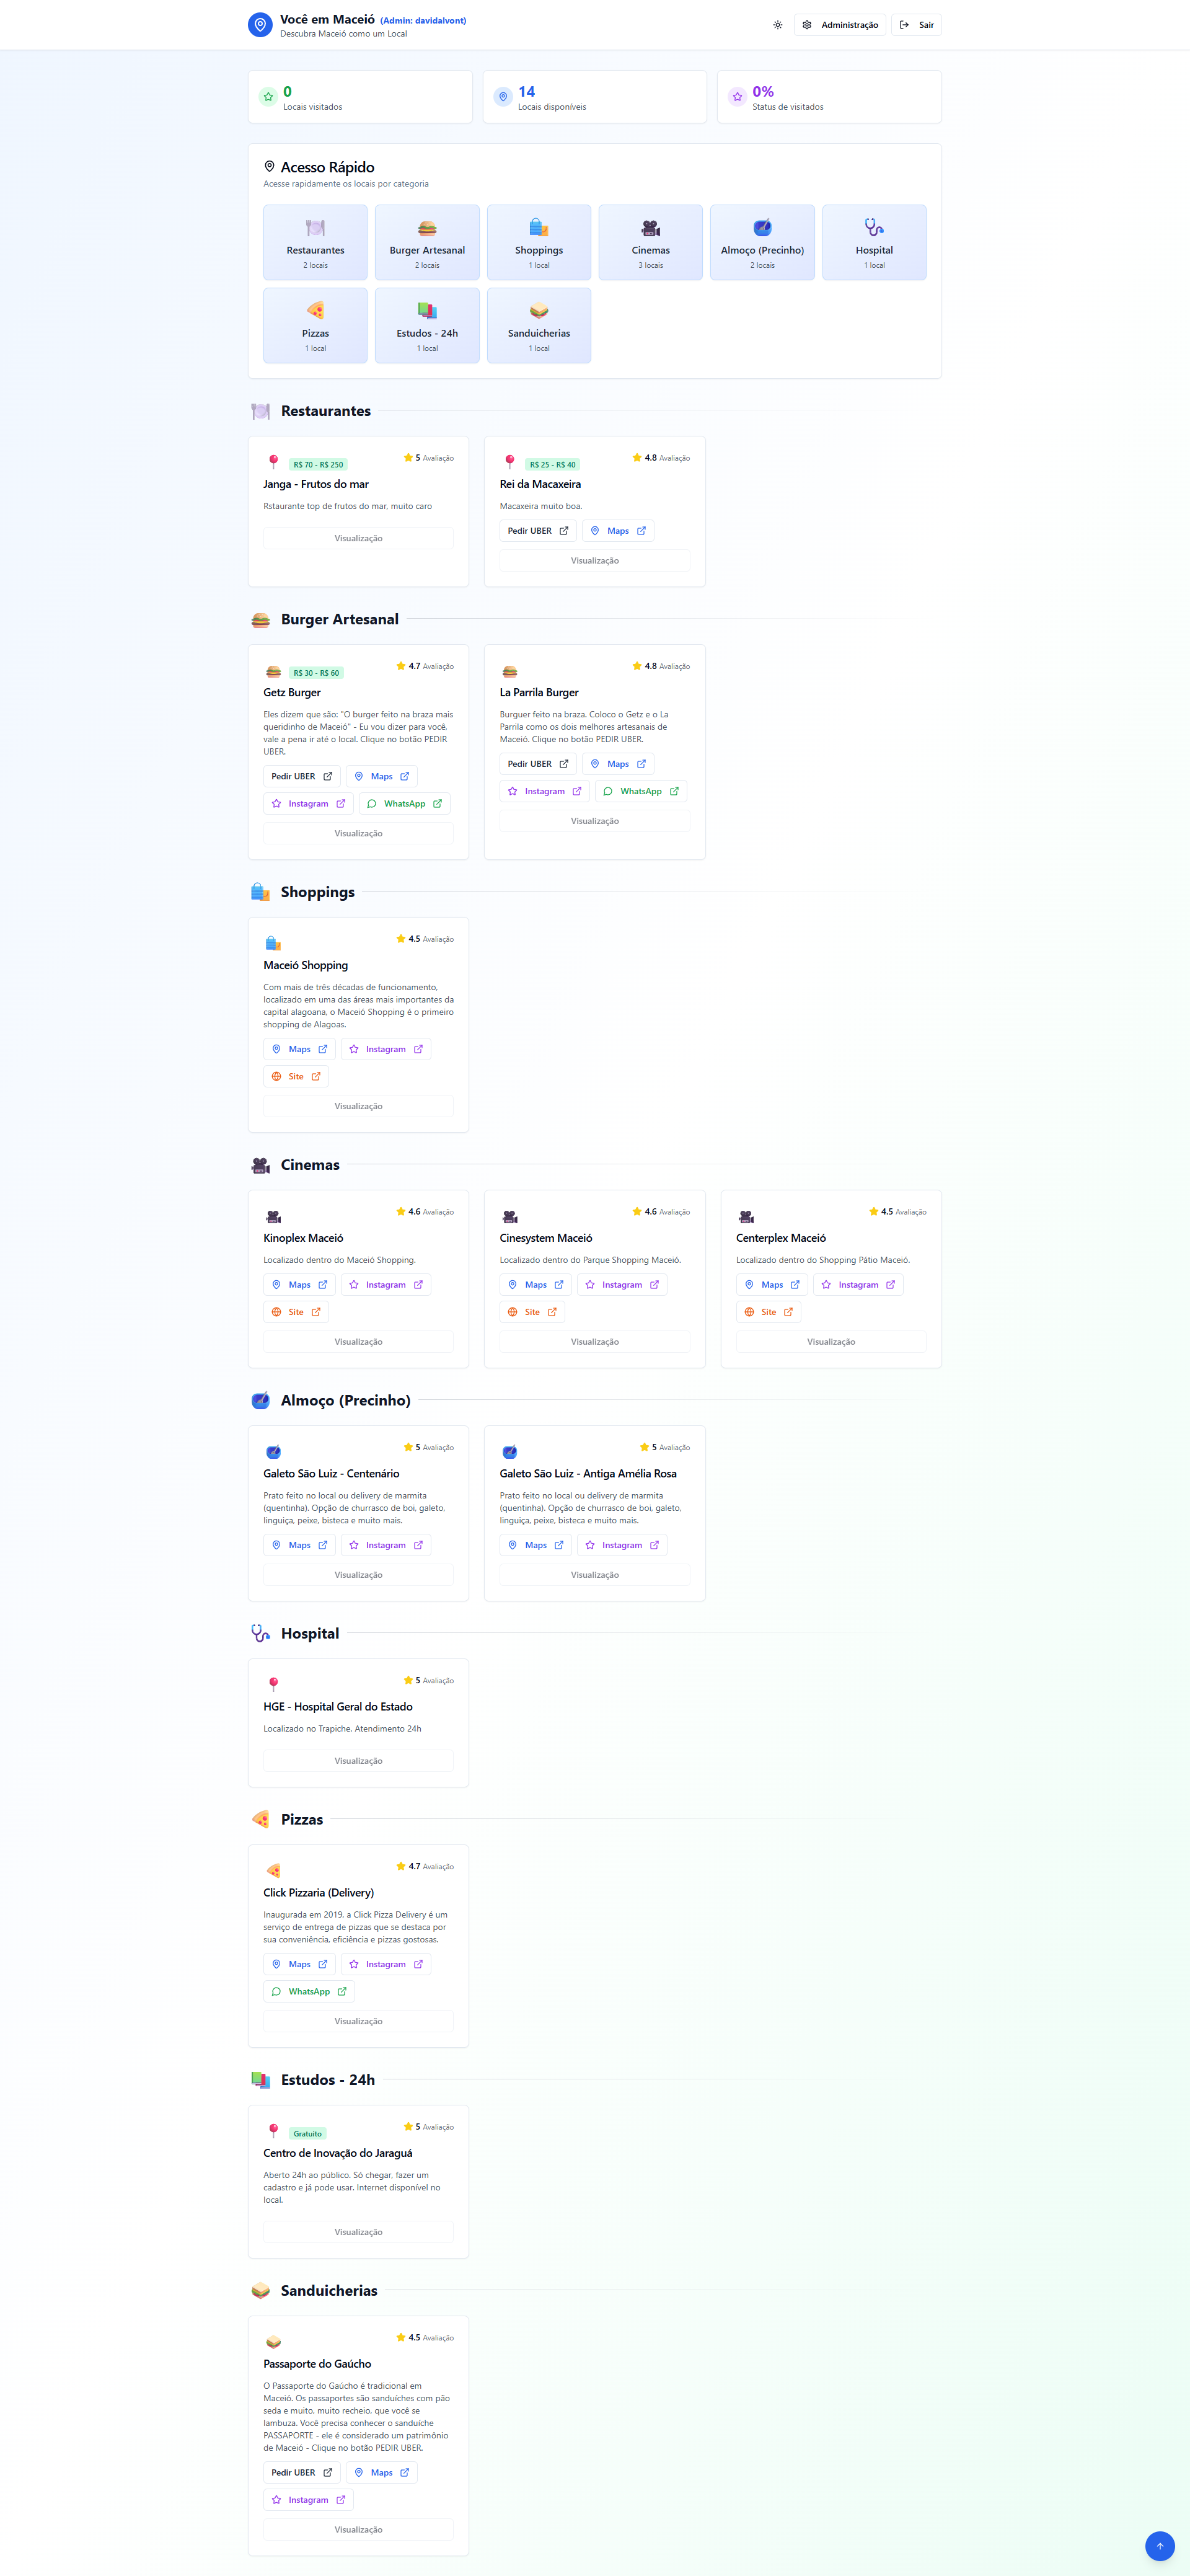 Você em Maceió (Admin: davidalvont)
Descubra Maceió como um Local
Administração
Sair
0
Locais visitados
14
Locais disponíveis
0%
Status de visitados
Acesso Rápido
Acesse rapidamente os locais por categoria
Restaurantes
2 locais
Burger Artesanal
2 locais
Shoppings
1 local
Cinemas
3 locais
Almoço (Precinho)
2 locais
Hospital
1 local
Pizzas
1 local
Estudos - 24h
1 local
Sanduicherias
1 local
Restaurantes
R$ 70 - R$ 250
5 Avaliação
Janga - Frutos do mar
Rstaurante top de frutos do mar, muito caro
Visualização
R$ 25 - R$ 40
4.8 Avaliação
Rei da Macaxeira
Macaxeira muito boa.
Pedir UBER
Maps
Visualização
Burger Artesanal
R$ 30 - R$ 60
4.7 Avaliação
Getz Burger
Eles dizem que são: "O burger feito na braza mais
queridinho de Maceió" - Eu vou dizer para você,
vale a pena ir até o local. Clique no botão PEDIR
UBER.
Pedir UBER
Maps
Instagram
WhatsApp
Visualização
4.8 Avaliação
La Parrila Burger
Burguer feito na braza. Coloco o Getz e o La
Parrila como os dois melhores artesanais de
Maceió. Clique no botão PEDIR UBER.
Pedir UBER
Maps
Instagram
WhatsApp
Visualização
Shoppings
4.5 Avaliação
Maceió Shopping
Com mais de três décadas de funcionamento,
localizado em uma das áreas mais importantes da
capital alagoana, o Maceió Shopping é o primeiro
shopping de Alagoas.
Maps
Instagram
Site
Visualização
Cinemas
4.6 Avaliação
Kinoplex Maceió
Localizado dentro do Maceió Shopping.
Maps
Instagram
Site
Visualização
4.6 Avaliação
Cinesystem Maceió
Localizado dentro do Parque Shopping Maceió.
Maps
Instagram
Site
Visualização
4.5 Avaliação
Centerplex Maceió
Localizado dentro do Shopping Pátio Maceió.
Maps
Instagram
Site
Visualização
Almoço (Precinho)
5 Avaliação
Galeto São Luiz - Centenário
Prato feito no local ou delivery de marmita
(quentinha). Opção de churrasco de boi, galeto,
linguiça, peixe, bisteca e muito mais.
Maps
Instagram
Visualização
5 Avaliação
Galeto São Luiz - Antiga Amélia Rosa
Prato feito no local ou delivery de marmita
(quentinha). Opção de churrasco de boi, galeto,
linguiça, peixe, bisteca e muito mais.
Maps
Instagram
Visualização
Hospital
5 Avaliação
HGE - Hospital Geral do Estado
Localizado no Trapiche. Atendimento 24h
Visualização
Pizzas
4.7 Avaliação
Click Pizzaria (Delivery)
Inaugurada em 2019, a Click Pizza Delivery é um
serviço de entrega de pizzas que se destaca por
sua conveniência, eficiência e pizzas gostosas.
Maps
Instagram
WhatsApp
Visualização
Estudos - 24h
Gratuito
5 Avaliação
Centro de Inovação do Jaraguá
Aberto 24h ao público. Só chegar, fazer um
cadastro e já pode usar. Internet disponível no
local.
Visualização
Sanduicherias
4.5 Avaliação
Passaporte do Gaúcho
O Passaporte do Gaúcho é tradicional em
Maceió. Os passaportes são sanduíches com pão
seda e muito, muito recheio, que você se
lambuza. Você precisa conhecer o sanduíche
PASSAPORTE - ele é considerado um patrimônio
de Maceió - Clique no botão PEDIR UBER.
Pedir UBER
Maps
Instagram
Visualização